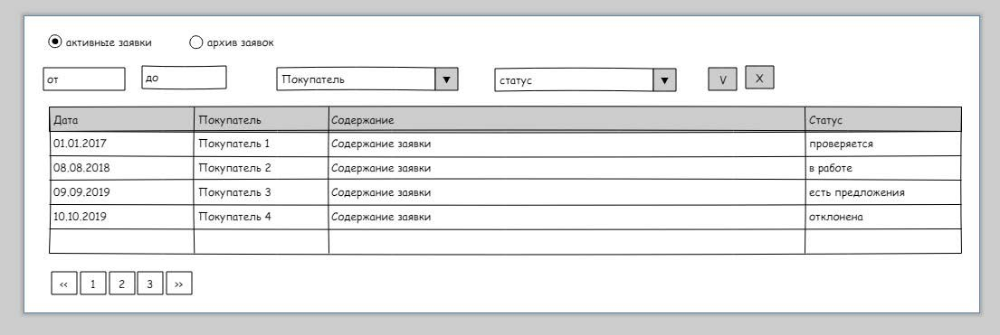 активные заявки архив заявок
от до Покупатель статус V X
Дата Покупатель Содержание Статус
01.01.2017 Покупатель 1 Содержание заявки проверяется
08.08.2018 Покупатель 2 Содержание заявки в работе
09.09.2019 Покупатель 3 Содержание заявки есть предложения
10.10.2019 Покупатель 4 Содержание заявки отклонена
<< 1 2 3 >>